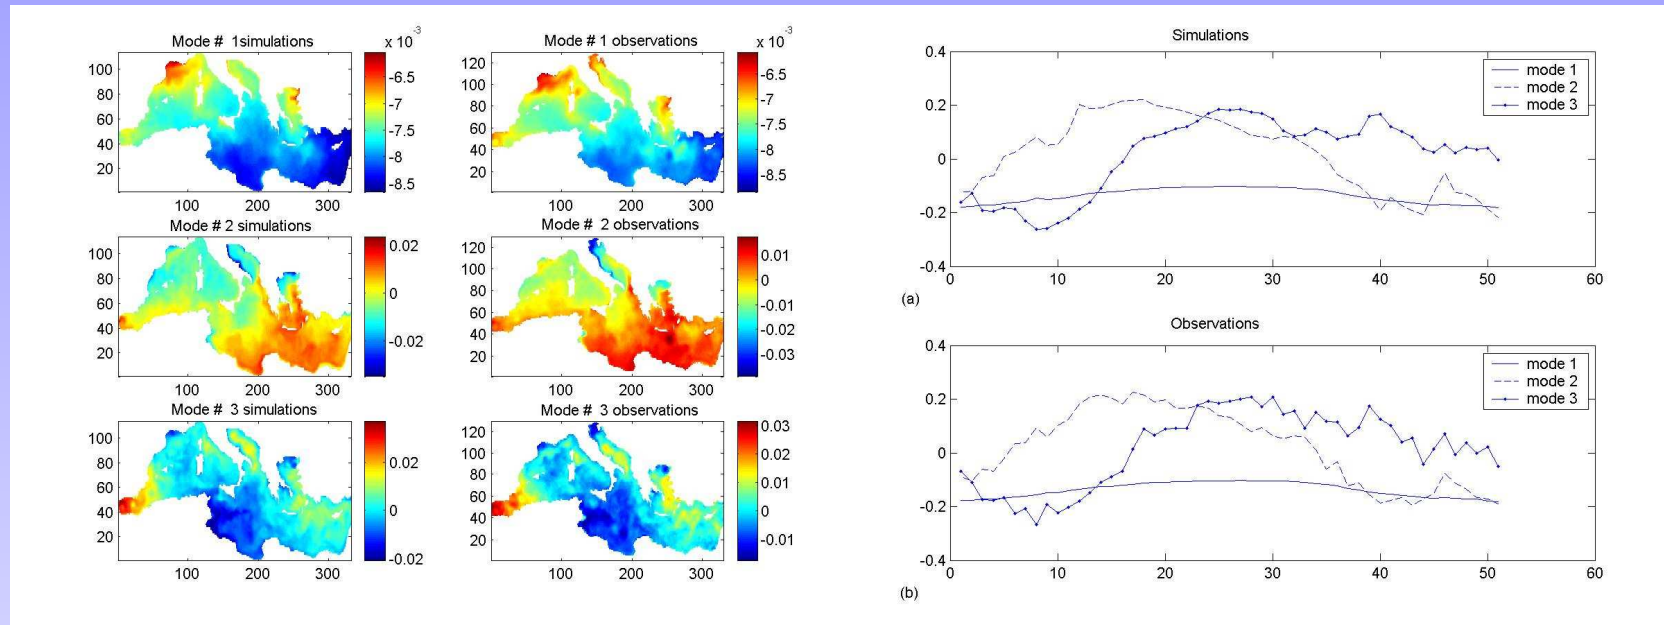 Mode # 1simulations
x 10 -3
100
80
60
40
20
100 200 300
-6.5
-7
-7.5
-8
-8.5
Mode # 1 observations
x 10 -3
120
100
80
60
40
20
100 200 300
-6.5
-7
-7.5
-8
-8.5
Mode # 2 simulations
100
80
60
40
20
100 200 300
0.02
0
-0.02
Mode # 2 observations
120
100
80
60
40
20
100 200 300
0.01
0
-0.01
-0.02
-0.03
Mode # 3 simulations
100
80
60
40
20
100 200 300
0.02
0
-0.02
Mode # 3 observations
120
100
80
60
40
20
100 200 300
0.03
0.02
0.01
0
-0.01
Simulations
0.4
0.2
0
-0.2
-0.4
0 10 20 30 40 50 60
mode 1
mode 2
mode 3
(a)
Observations
0.4
0.2
0
-0.2
-0.4
0 10 20 30 40 50 60
mode 1
mode 2
mode 3
(b)